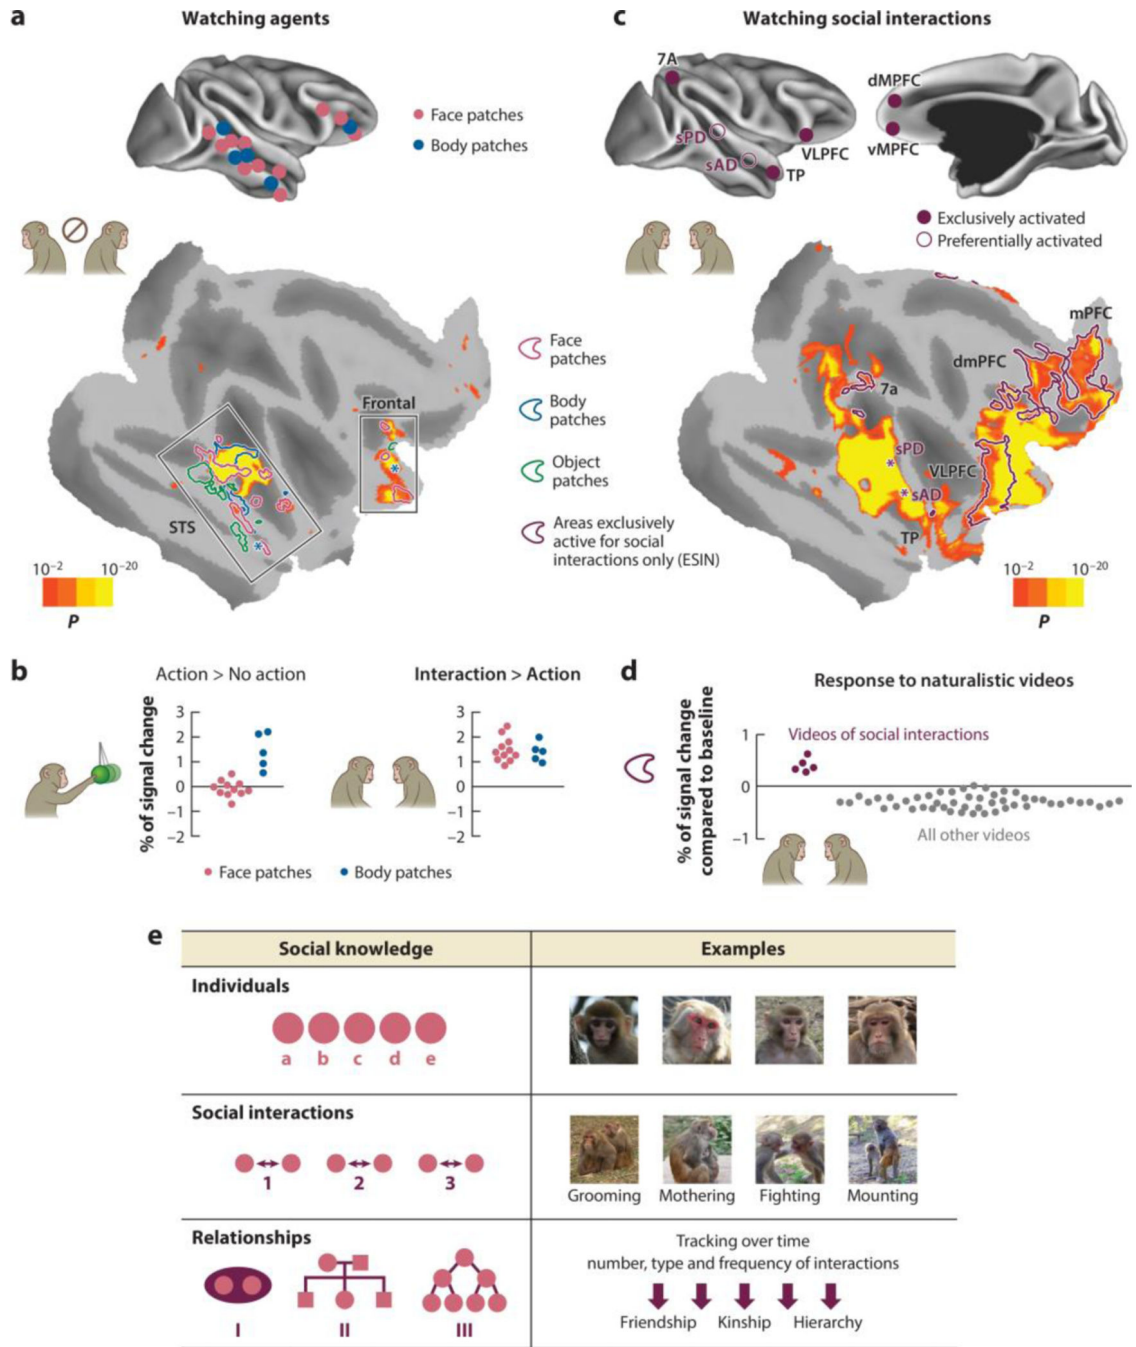 a
Watching agents
Face patches
Body patches
Face
patches
Body
patches
Object
patches
Areas exclusively
active for social
interactions only (ESIN)
Frontal
STS
10⁻² 10⁻²⁰
P
c
Watching social interactions
7A
dMPFC
sPD
sAD
VLPFC
vMPFC
TP
Exclusively activated
Preferentially activated
mPFC
dmPFC
7a
sPD
VLPFC
sAD
TP
10⁻² 10⁻²⁰
P
b
Action > No action
Interaction > Action
% of signal change
3
2
1
0
–1
–2
3
2
1
0
–1
–2
Face patches
Body patches
d
Response to naturalistic videos
% of signal change
compared to baseline
1
0
–1
Videos of social interactions
All other videos
e
Social knowledge
Examples
Individuals
a b c d e
Social interactions
1 2 3
Grooming Mothering Fighting Mounting
Relationships
I II III
Tracking over time
number, type and frequency of interactions
Friendship Kinship Hierarchy